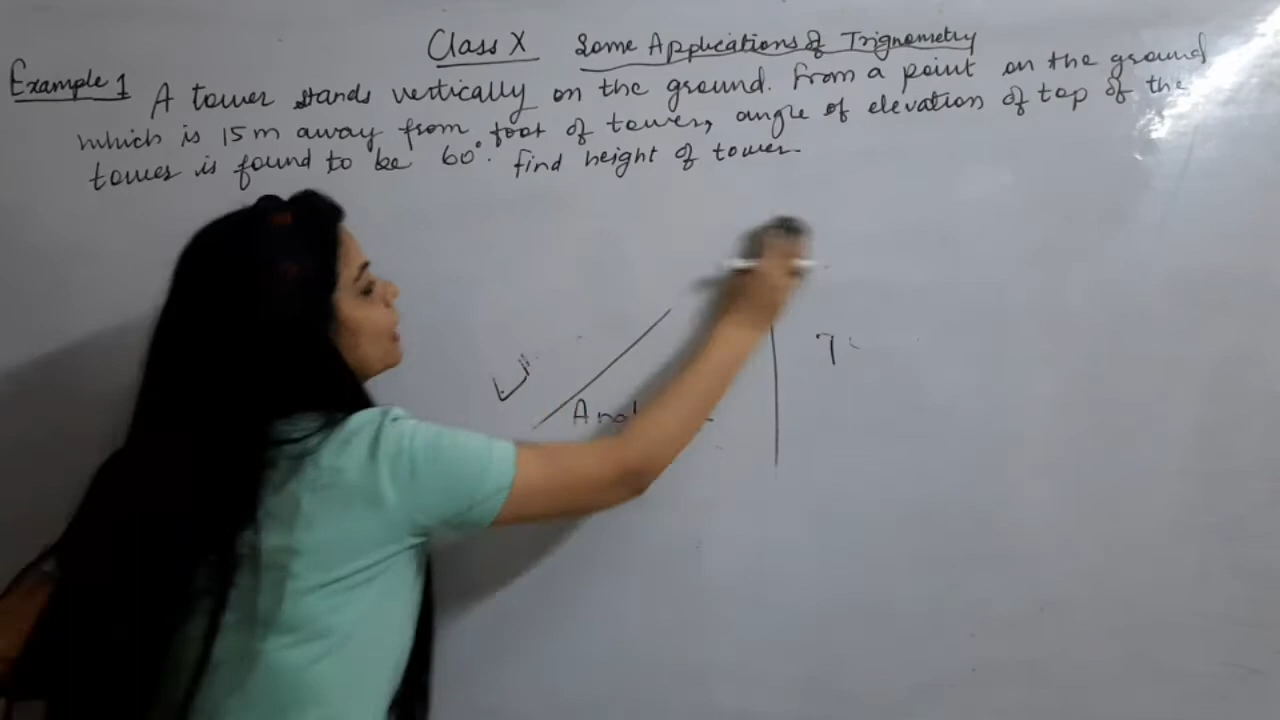 Class X Some Applications of Trignometry
Example 1 A tower stands vertically on the ground. From a point on the ground
which is 15m away from foot of tower, angle of elevation of top of the
tower is found to be 60°. find height of tower